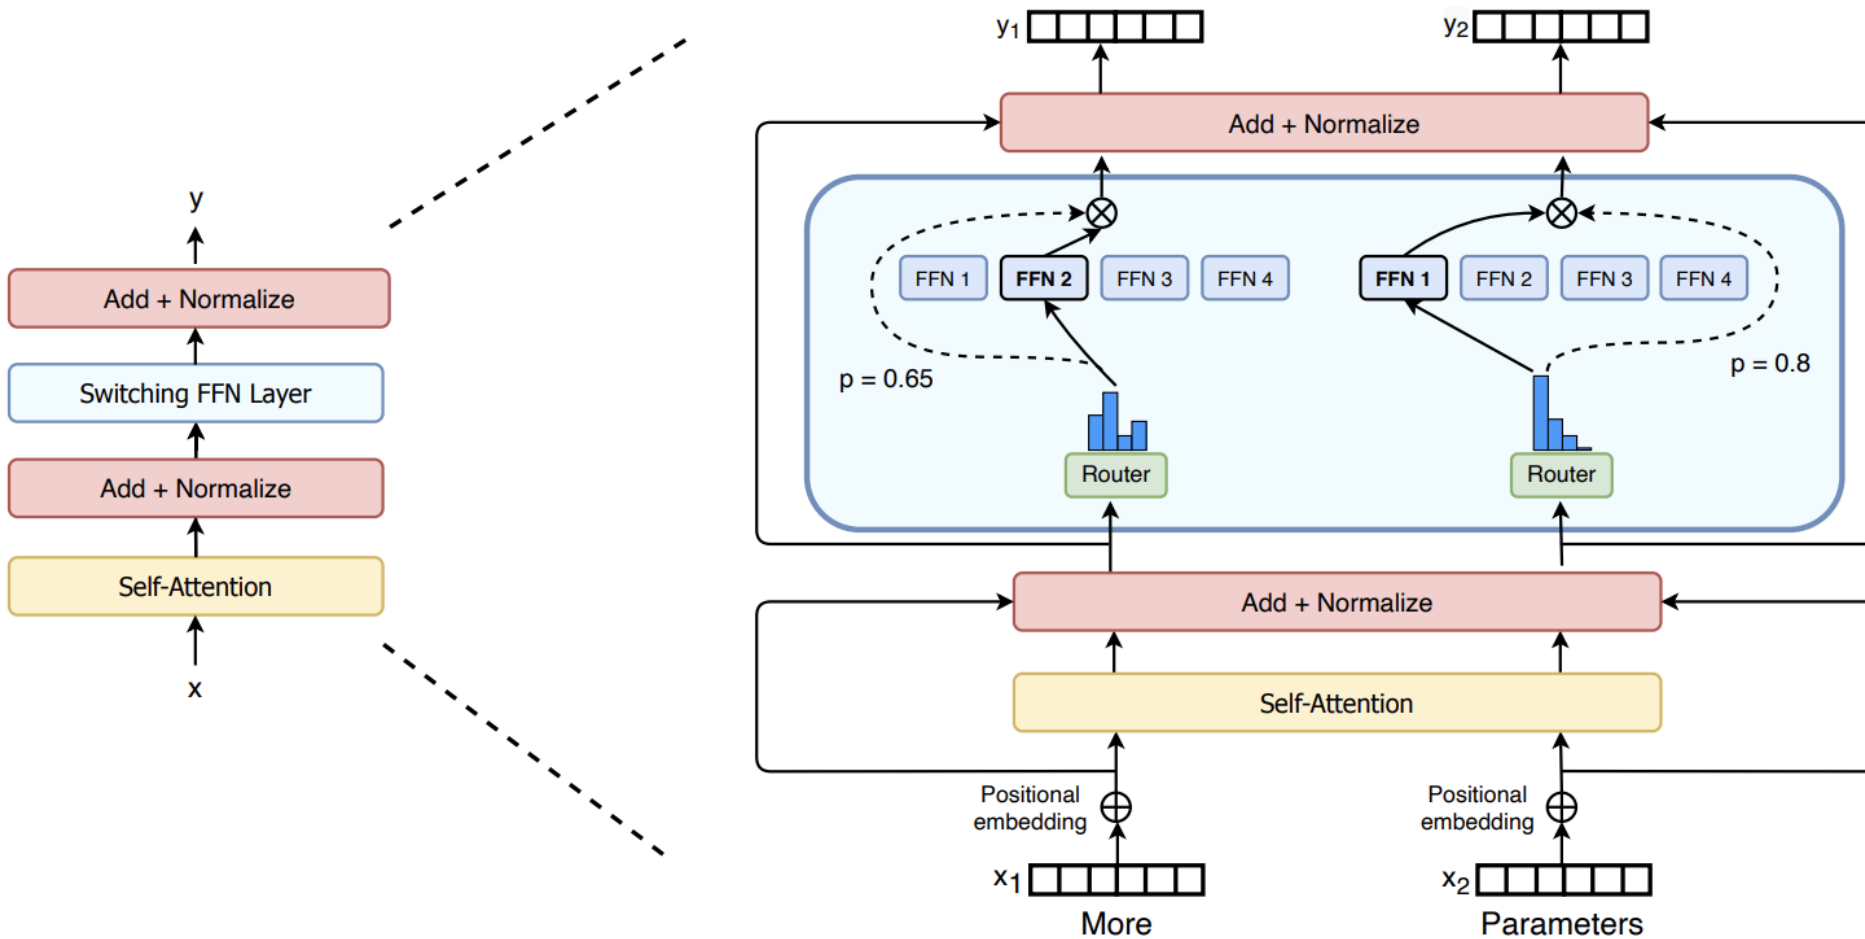 y
Add + Normalize
Switching FFN Layer
Add + Normalize
Self-Attention
x
y1
y2
Add + Normalize
FFN 1 FFN 2 FFN 3 FFN 4
FFN 1 FFN 2 FFN 3 FFN 4
p = 0.65
p = 0.8
Router
Router
Add + Normalize
Self-Attention
Positional
embedding
Positional
embedding
x1
x2
More
Parameters